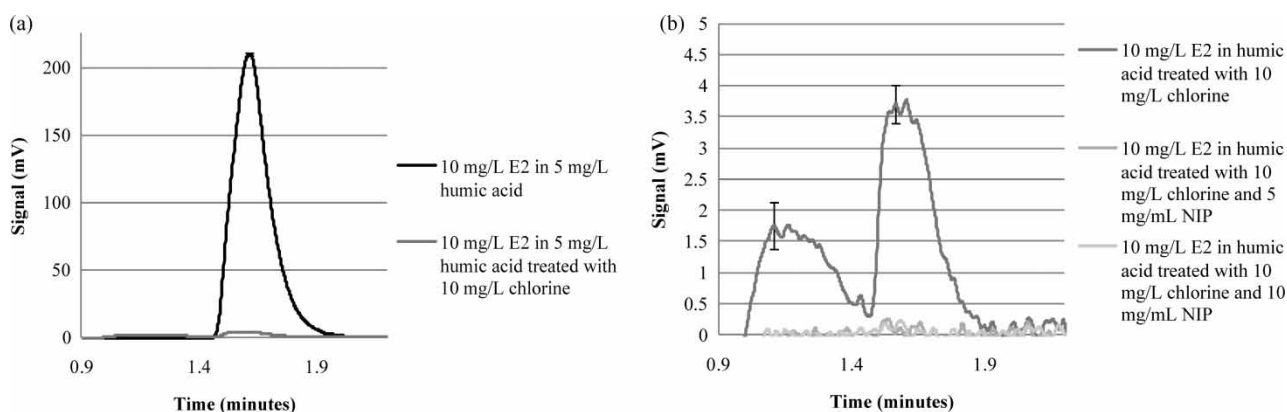 (a)
Signal (mV)
200
150
100
50
0
0.9
1.4
1.9
Time (minutes)
10 mg/L E2 in 5 mg/L
humic acid
10 mg/L E2 in 5 mg/L
humic acid treated with
10 mg/L chlorine
(b)
Signal (mV)
5
4.5
4
3.5
3
2.5
2
1.5
1
0.5
0
0.9
1.4
1.9
Time (minutes)
10 mg/L E2 in humic
acid treated with 10
mg/L chlorine
10 mg/L E2 in humic
acid treated with 10
mg/L chlorine and 5
mg/mL NIP
10 mg/L E2 in humic
acid treated with 10
mg/L chlorine and 10
mg/mL NIP